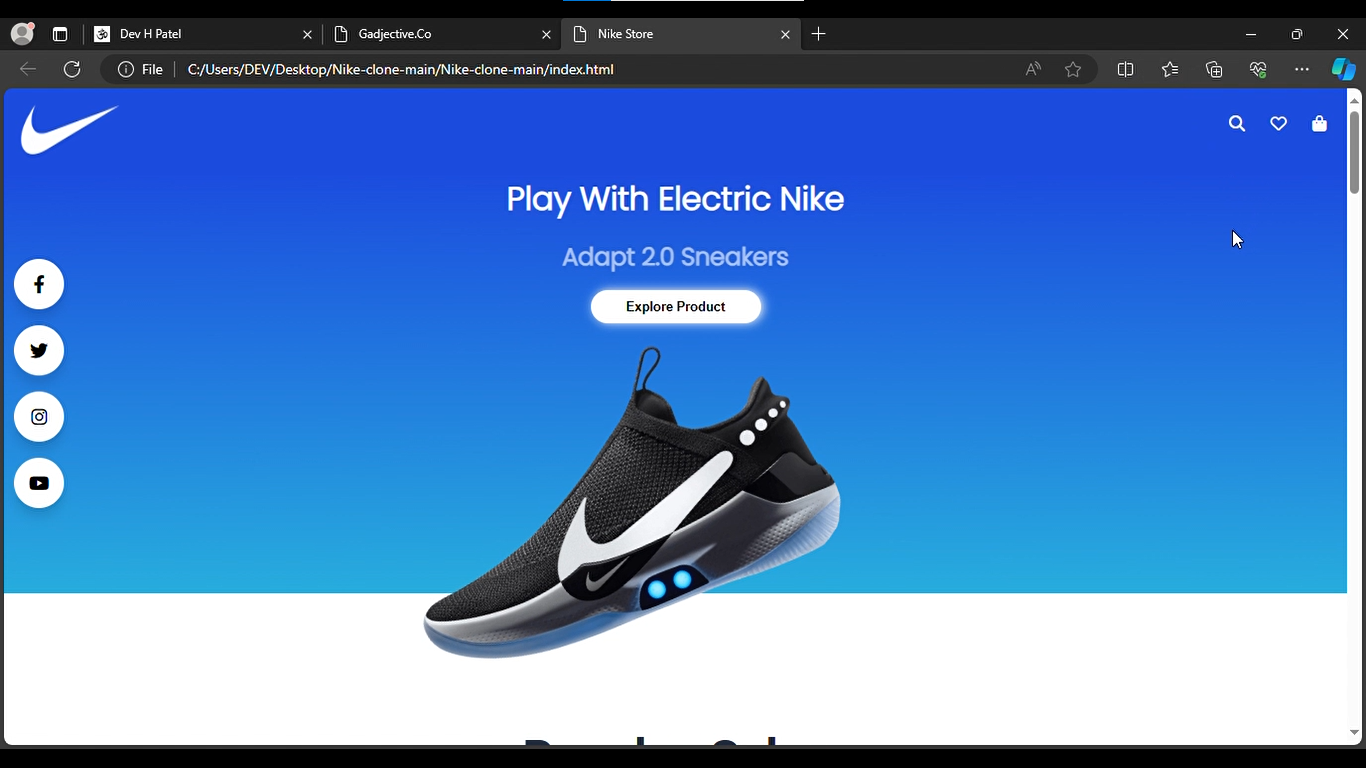 Dev H Patel
Gadjective.Co
Nike Store
File
C:/Users/DEV/Desktop/Nike-clone-main/Nike-clone-main/index.html
Play With Electric Nike
Adapt 2.0 Sneakers
Explore Product